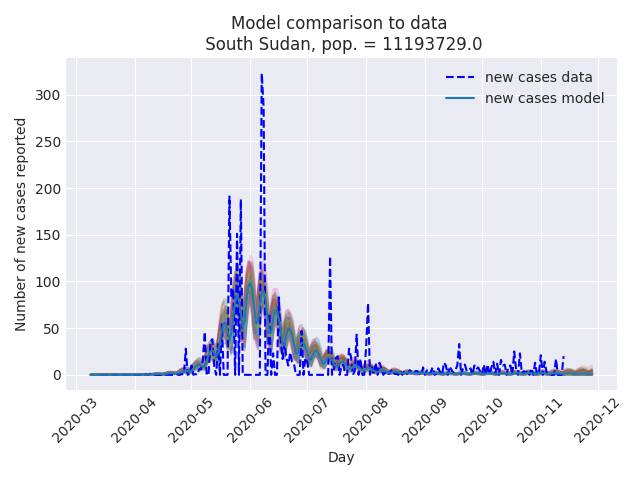 Model comparison to data
South Sudan, pop. = 11193729.0
new cases data
new cases model
Number of new cases reported
300
250
200
150
100
50
0
2020-03
2020-04
2020-05
2020-06
2020-07
2020-08
2020-09
2020-10
2020-11
2020-12
Day